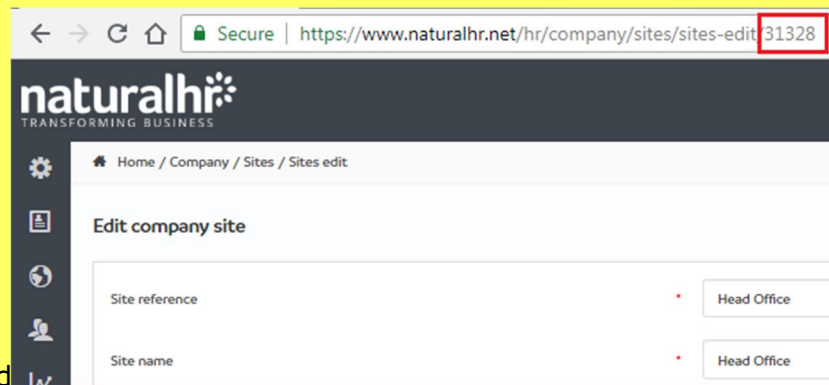 Secure | https://www.naturalhr.net/hr/company/sites/sites-edit/31328
naturalhr
TRANSFORMING BUSINESS
Home / Company / Sites / Sites edit
Edit company site
Site reference * Head Office
Site name * Head Office
d